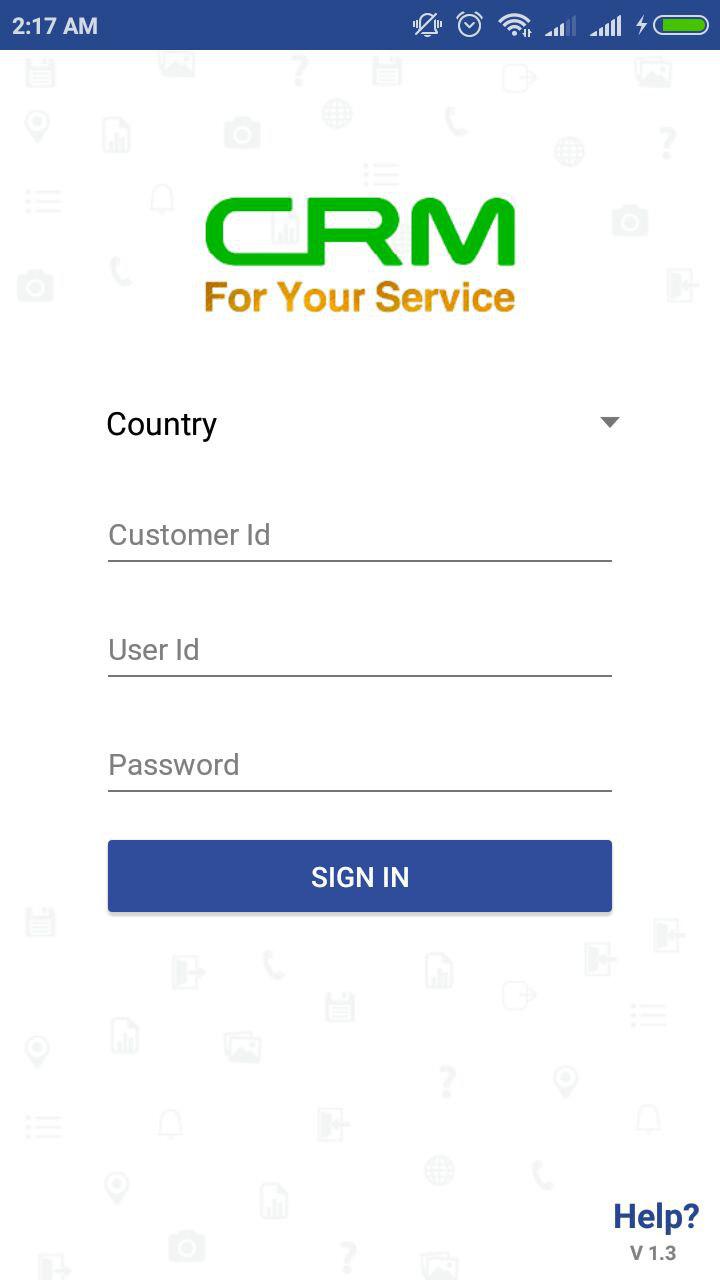 2:17 AM
CRM
For Your Service
Country
Customer Id
User Id
Password
SIGN IN
Help?
V 1.3